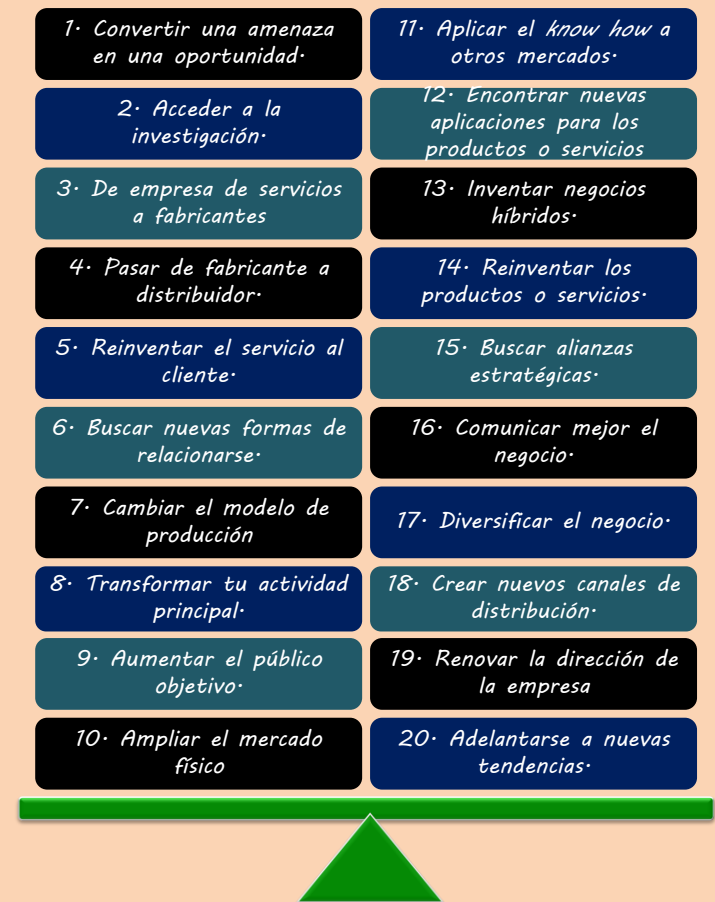 1. Convertir una amenaza
en una oportunidad.
2. Acceder a la
investigación.
3. De empresa de servicios
a fabricantes
4. Pasar de fabricante a
distribuidor.
5. Reinventar el servicio al
cliente.
6. Buscar nuevas formas de
relacionarse.
7. Cambiar el modelo de
producción
8. Transformar tu actividad
principal.
9. Aumentar el público
objetivo.
10. Ampliar el mercado
físico
11. Aplicar el know how a
otros mercados.
12. Encontrar nuevas
aplicaciones para los
productos o servicios
13. Inventar negocios
híbridos.
14. Reinventar los
productos o servicios.
15. Buscar alianzas
estratégicas.
16. Comunicar mejor el
negocio.
17. Diversificar el negocio.
18. Crear nuevos canales de
distribución.
19. Renovar la dirección de
la empresa
20. Adelantarse a nuevas
tendencias.